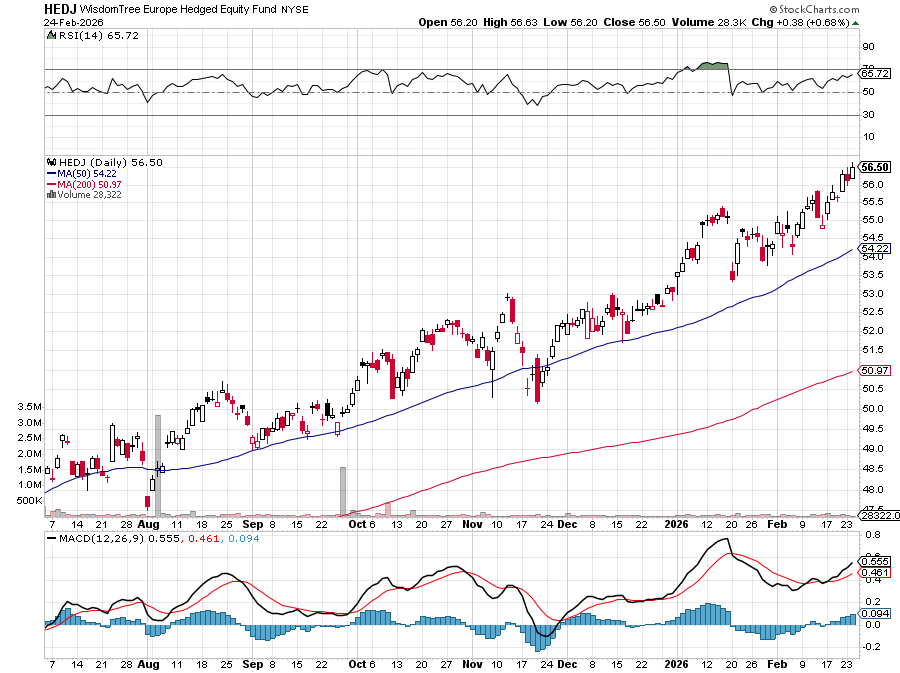 HEDJ WisdomTree Europe Hedged Equity Fund NYSE © StockCharts.com
24-Feb-2026 Open 56.20 High 56.63 Low 56.20 Close 56.50 Volume 28.3K Chg +0.38 (+0.68%)
RSI(14) 65.72
90
70
65.72
50
30
10
HEDJ (Daily) 56.50
MA(50) 54.22
MA(200) 50.97
Volume 28,322
56.50
56.0
55.5
55.0
54.5
54.22
54.0
53.5
53.0
52.5
52.0
51.5
50.97
50.5
50.0
49.5
49.0
48.5
48.0
47.5
28322.0
3.5M
3.0M
2.5M
2.0M
1.5M
1.0M
500K
7 14 21 28 Aug 11 18 25 Sep 8 15 22 Oct 6 13 20 27 Nov 10 17 24 Dec 8 15 22 2026 12 20 26 Feb 9 17 23
MACD(12,26,9) 0.555, 0.461, 0.094
0.8
0.555
0.461
0.4
0.2
0.094
0.0
-0.2
7 14 21 28 Aug 11 18 25 Sep 8 15 22 Oct 6 13 20 27 Nov 10 17 24 Dec 8 15 22 2026 12 20 26 Feb 9 17 23